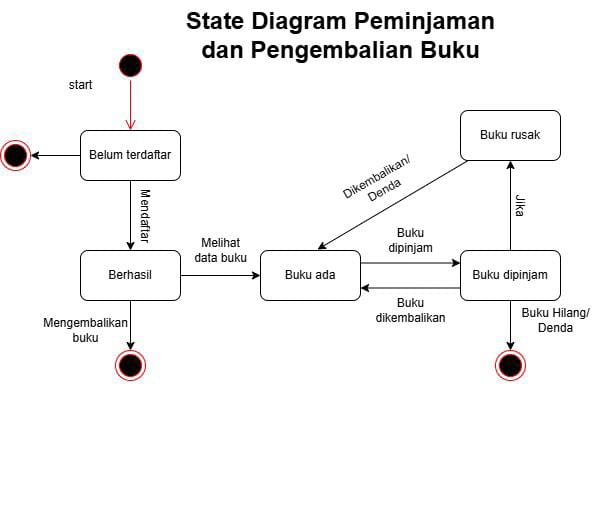 State Diagram Peminjaman
dan Pengembalian Buku
start
Belum terdaftar
Mendaftar
Berhasil
Melihat
data buku
Mengembalikan
buku
Buku ada
Dikembalikan/
Denda
Buku
dipinjam
Buku
dikembalikan
Buku rusak
Jika
Buku dipinjam
Buku Hilang/
Denda